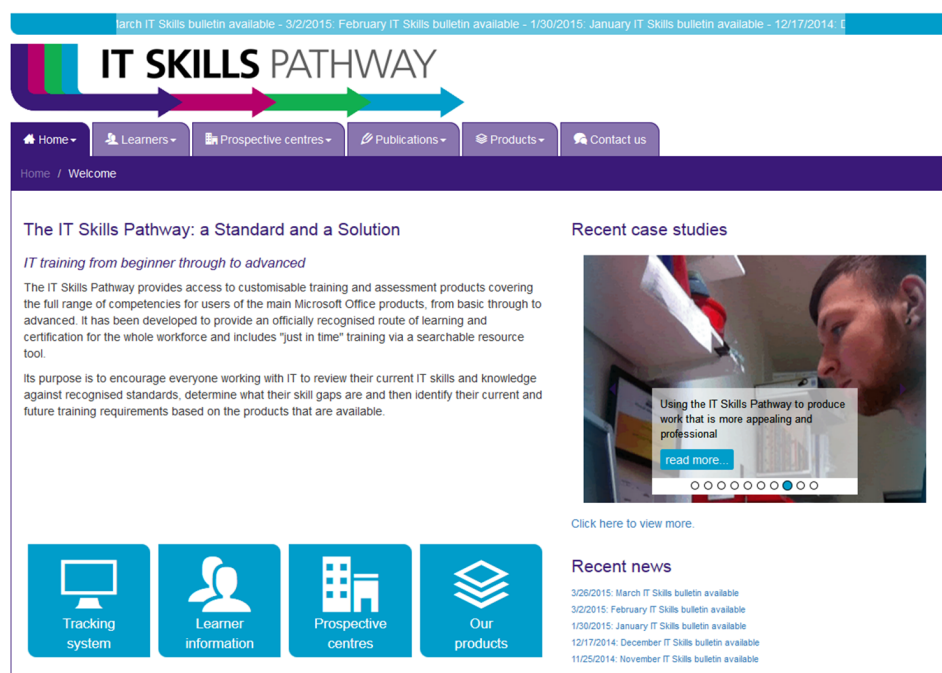 March IT Skills bulletin available - 3/2/2015: February IT Skills bulletin available - 1/30/2015: January IT Skills bulletin available - 12/17/2014:
IT SKILLS PATHWAY
Home
Learners
Prospective centres
Publications
Products
Contact us
Home / Welcome
The IT Skills Pathway: a Standard and a Solution
IT training from beginner through to advanced
The IT Skills Pathway provides access to customisable training and assessment products covering
the full range of competencies for users of the main Microsoft Office products, from basic through to
advanced. It has been developed to provide an officially recognised route of learning and
certification for the whole workforce and includes "just in time" training via a searchable resource
tool.
Its purpose is to encourage everyone working with IT to review their current IT skills and knowledge
against recognised standards, determine what their skill gaps are and then identify their current and
future training requirements based on the products that are available.
Tracking
system
Learner
information
Prospective
centres
Our
products
Recent case studies
Using the IT Skills Pathway to produce
work that is more appealing and
professional
read more...
Click here to view more.
Recent news
3/26/2015: March IT Skills bulletin available
3/2/2015: February IT Skills bulletin available
1/30/2015: January IT Skills bulletin available
12/17/2014: December IT Skills bulletin available
11/25/2014: November IT Skills bulletin available